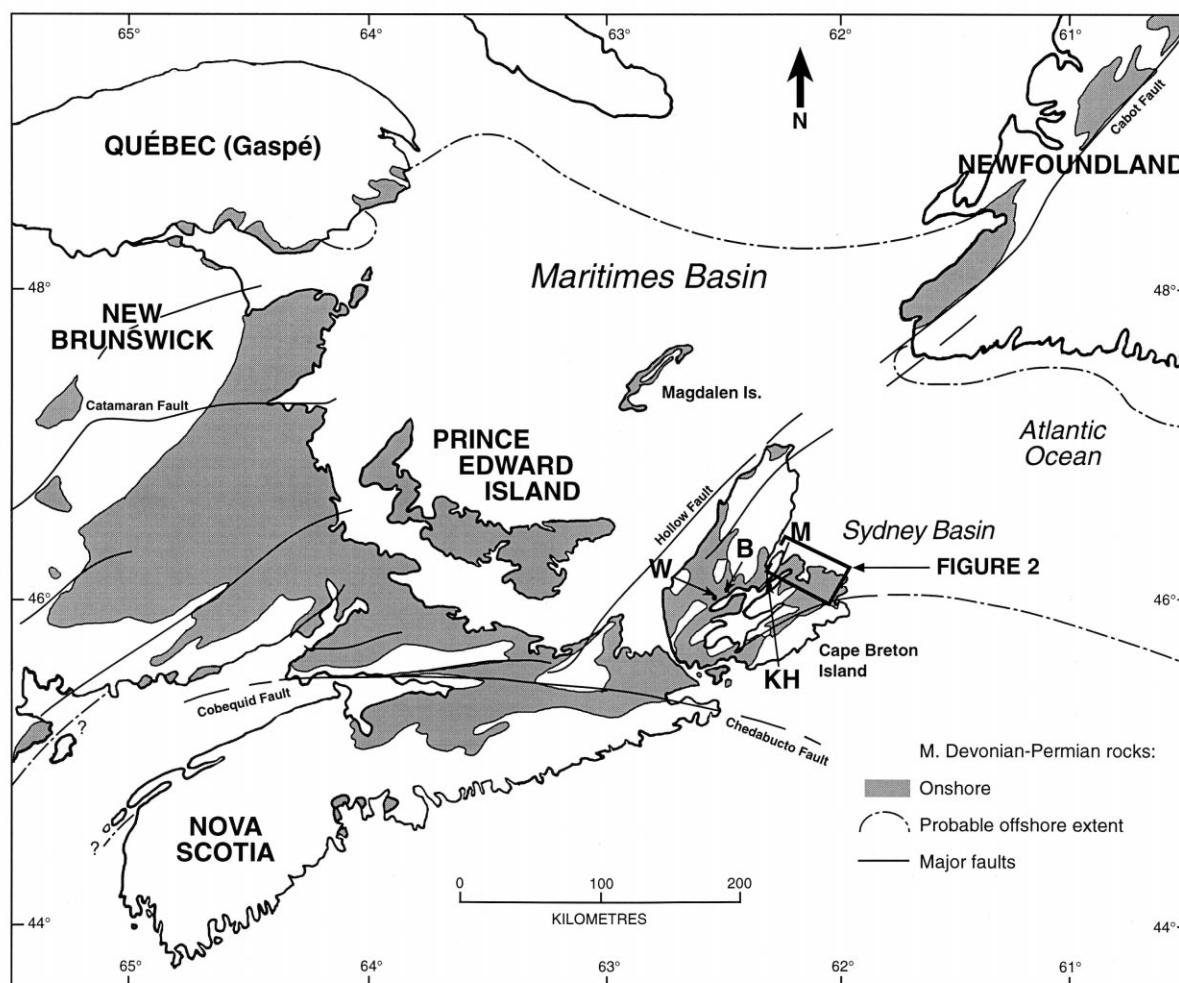 65°
64°
63°
62°
61°
N
QUÉBEC (Gaspé)
Cabot Fault
NEWFOUNDLAND
Maritimes Basin
48°
48°
NEW
BRUNSWICK
Magdalen Is.
Catamaran Fault
PRINCE
EDWARD
ISLAND
Atlantic
Ocean
Hollow Fault
Sydney Basin
M
B
W
FIGURE 2
46°
46°
Cape Breton
Island
KH
Cobequid Fault
Chedabucto Fault
?
?
M. Devonian-Permian rocks:
Onshore
Probable offshore extent
Major faults
NOVA
SCOTIA
0
100
200
KILOMETRES
44°
44°
65°
64°
63°
62°
61°